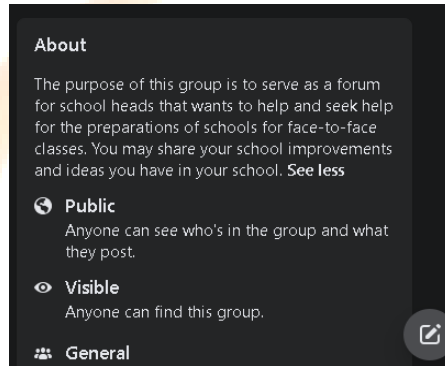 About
The purpose of this group is to serve as a forum
for school heads that wants to help and seek help
for the preparations of schools for face-to-face
classes. You may share your school improvements
and ideas you have in your school. See less
Public
Anyone can see who's in the group and what
they post.
Visible
Anyone can find this group.
General